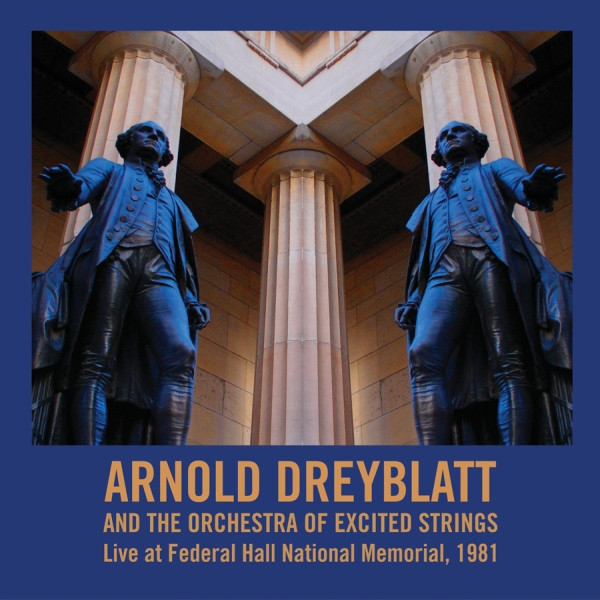 ARNOLD DREYBLATT
AND THE ORCHESTRA OF EXCITED STRINGS
Live at Federal Hall National Memorial, 1981